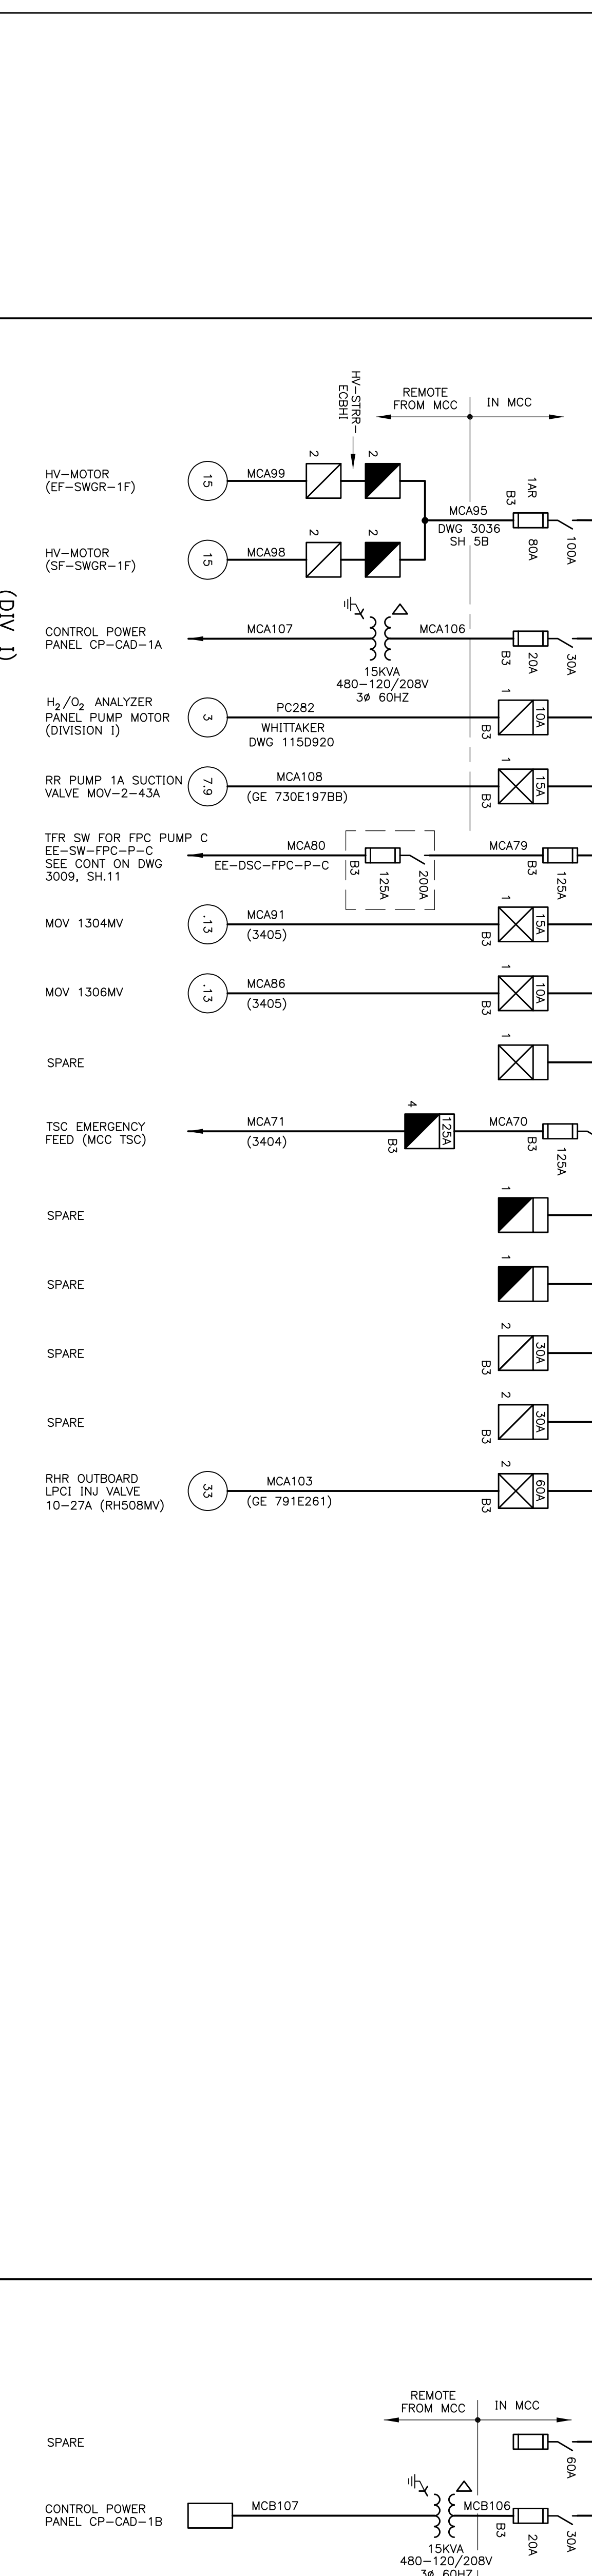 HV-STRR-
ECBHI
REMOTE
FROM MCC
IN MCC
HV-MOTOR
(EF-SWGR-1F)
15
MCA99
2
2
MCA95
DWG 3036
SH 5B
1AR
B3
80A
100A
HV-MOTOR
(SF-SWGR-1F)
15
MCA98
2
2
(DIV I)
CONTROL POWER
PANEL CP-CAD-1A
MCA107
MCA106
15KVA
480-120/208V
3ø 60HZ
B3
20A
30A
H2/O2 ANALYZER
PANEL PUMP MOTOR
(DIVISION I)
3
PC282
WHITTAKER
DWG 115D920
1
10A
B3
RR PUMP 1A SUCTION
VALVE MOV-2-43A
7.9
MCA108
(GE 730E197BB)
1
15A
B3
TFR SW FOR FPC PUMP C
EE-SW-FPC-P-C
SEE CONT ON DWG
3009, SH.11
MCA80
EE-DSC-FPC-P-C
B3
125A
200A
MCA79
B3
125A
MOV 1304MV
.13
MCA91
(3405)
1
15A
B3
MOV 1306MV
.13
MCA86
(3405)
1
10A
B3
SPARE
1
TSC EMERGENCY
FEED (MCC TSC)
MCA71
(3404)
4
125A
B3
MCA70
B3
125A
SPARE
1
SPARE
1
SPARE
2
30A
B3
SPARE
2
30A
B3
RHR OUTBOARD
LPCI INJ VALVE
10-27A (RH508MV)
33
MCA103
(GE 791E261)
2
60A
B3
REMOTE
FROM MCC
IN MCC
SPARE
60A
CONTROL POWER
PANEL CP-CAD-1B
MCB107
MCB106
15KVA
480-120/208V
3ø 60HZ
B3
20A
30A